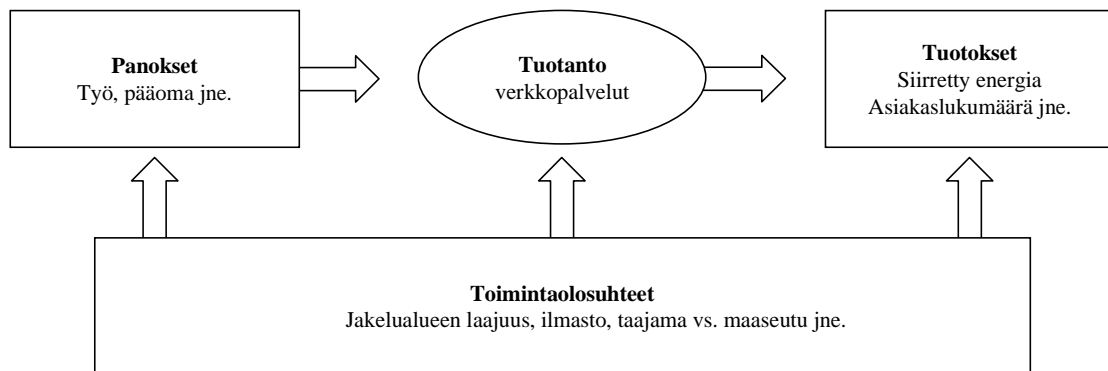 Panokset
Työ, pääoma jne.
Tuotanto
verkkopalvelut
Tuotokset
Siirretty energia
Asiakaslukumäärä jne.
Toimintaolosuhteet
Jakelualueen laajuus, ilmasto, taajama vs. maaseutu jne.